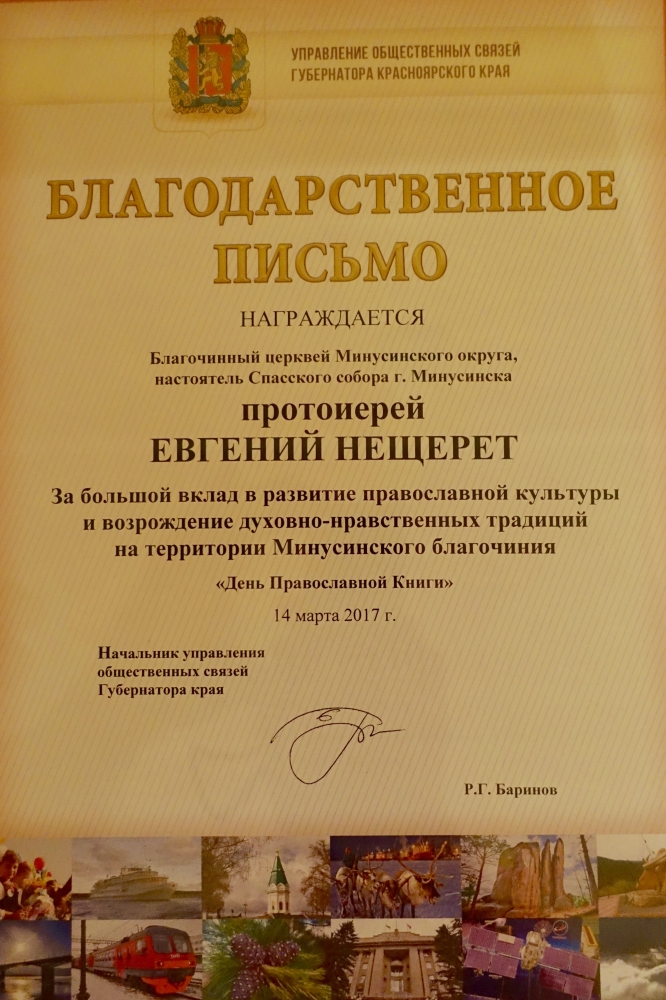 УПРАВЛЕНИЕ ОБЩЕСТВЕННЫХ СВЯЗЕЙ
ГУБЕРНАТОРА КРАСНОЯРСКОГО КРАЯ
БЛАГОДАРСТВЕННОЕ
ПИСЬМО
НАГРАЖДАЕТСЯ
Благочинный церквей Минусинского округа,
настоятель Спасского собора г. Минусинска
протоиерей
ЕВГЕНИЙ НЕЩЕРЕТ
За большой вклад в развитие православной культуры
и возрождение духовно-нравственных традиций
на территории Минусинского благочиния
«День Православной Книги»
14 марта 2017 г.
Начальник управления
общественных связей
Губернатора края
Р.Г. Баринов